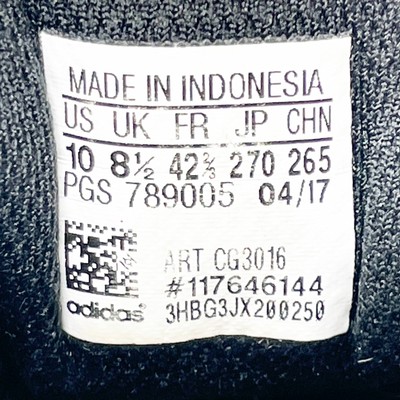 MADE IN INDONESIA
US UK FR JP CHN
10 8½ 42⅔ 270 265
PGS 789005 04/17
ART CG3016
#117646144
adidas 3HBG3JX200250